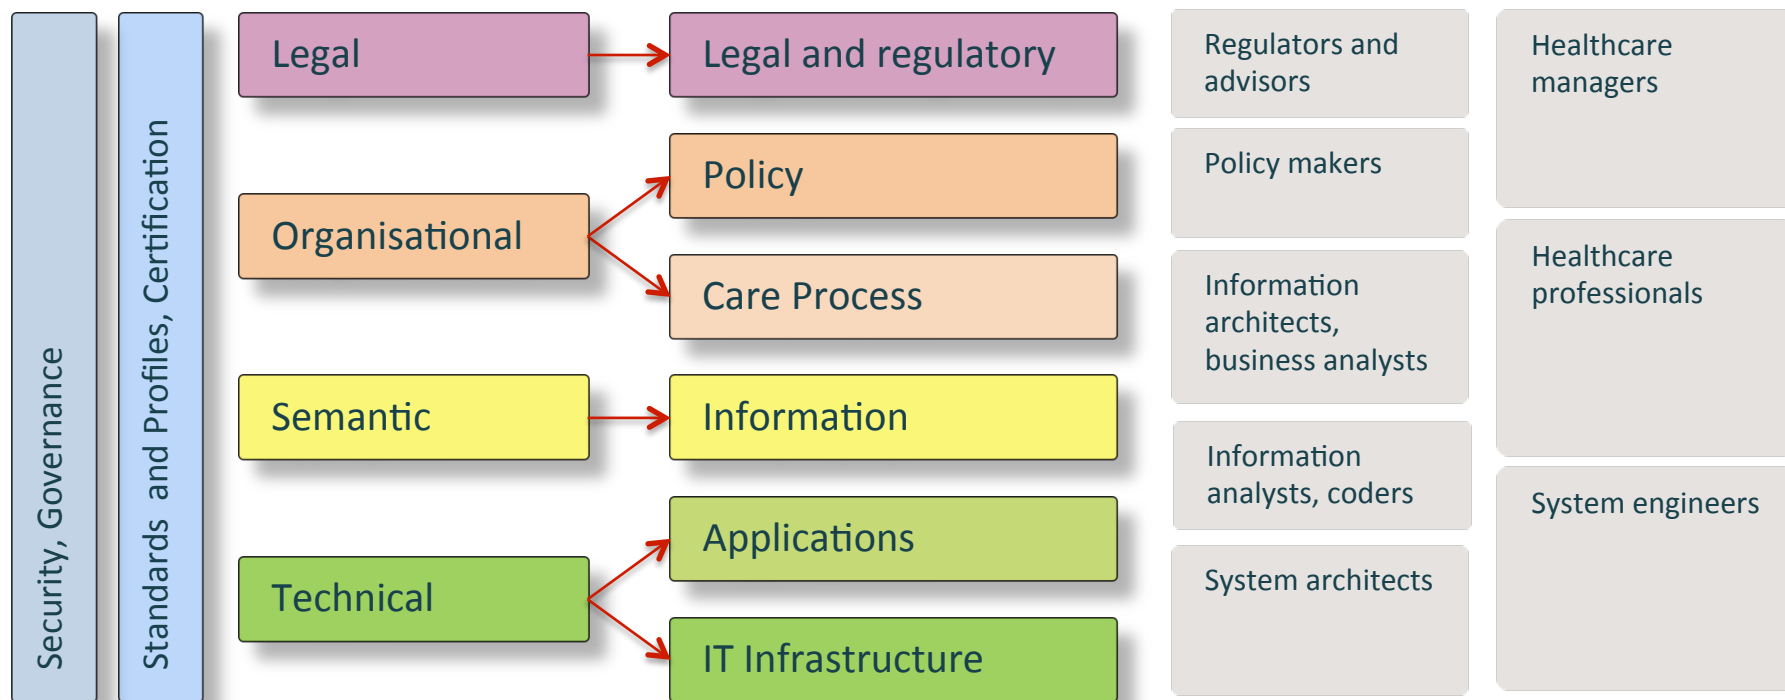 Security, Governance
Standards and Profiles, Certification
Legal
Organisational
Semantic
Technical
Legal and regulatory
Policy
Care Process
Information
Applications
IT Infrastructure
Regulators and
advisors
Policy makers
Information
architects,
business analysts
Information
analysts, coders
System architects
Healthcare
managers
Healthcare
professionals
System engineers